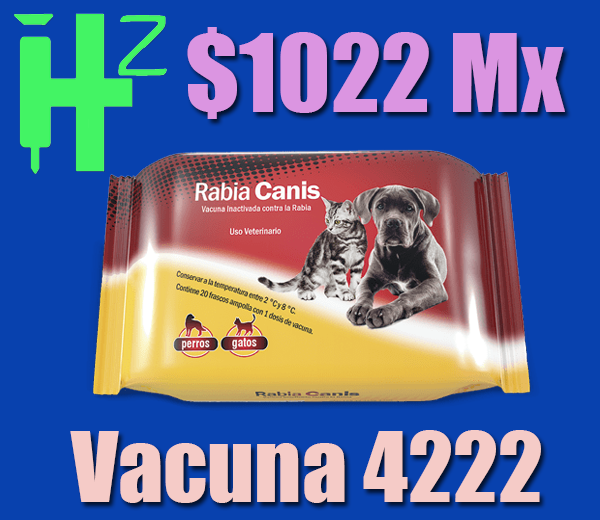 HZ
$1022 Mx
Rabia Canis
Vacuna Inactivada contra la Rabia
Uso Veterinario
Conservar a la temperatura entre 2 °C y 8 °C.
Contiene 20 frascos ampolla con 1 dosis de vacuna.
perros
gatos
Rabia Canis
Vacuna 4222